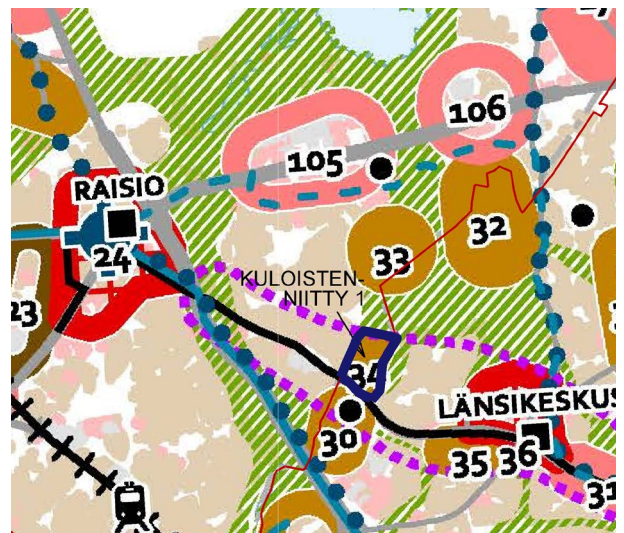 106
105
RAISIO
32
24
33
KULOISTEN-
NIITTY 1
23
34
LÄNSIKESKUS
30
35
36
31